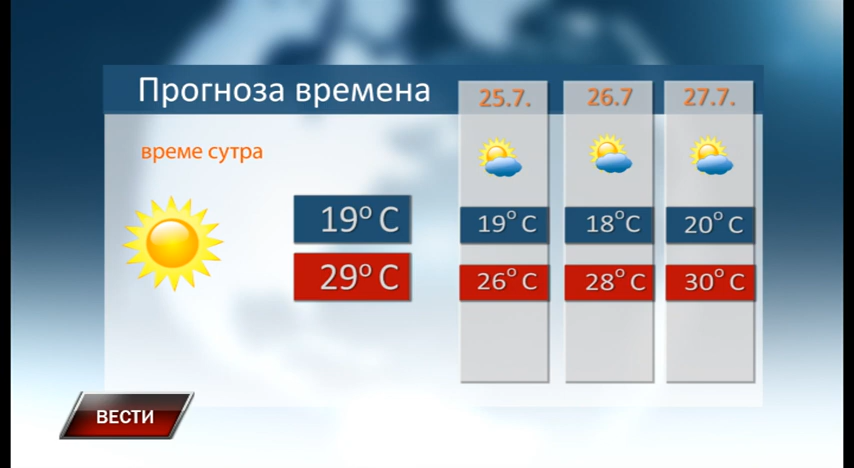 Прогноза времена
време сутра
19° C
29° C
25.7.
19° C
26° C
26.7
18°C
28° C
27.7.
20° C
30° C
ВЕСТИ